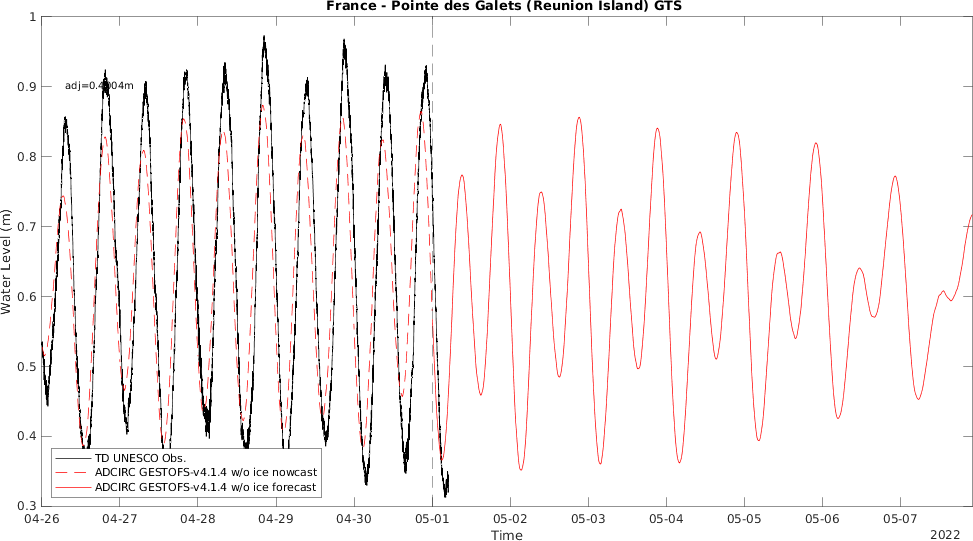 France - Pointe des Galets (Reunion Island) GTS
1
0.9
0.8
0.7
0.6
0.5
0.4
0.3
Water Level (m)
TD UNESCO Obs.
ADCIRC GESTOFS-v4.1.4 w/o ice nowcast
ADCIRC GESTOFS-v4.1.4 w/o ice forecast
04-26 04-27 04-28 04-29 04-30 05-01 05-02 05-03 05-04 05-05 05-06 05-07
Time
2022